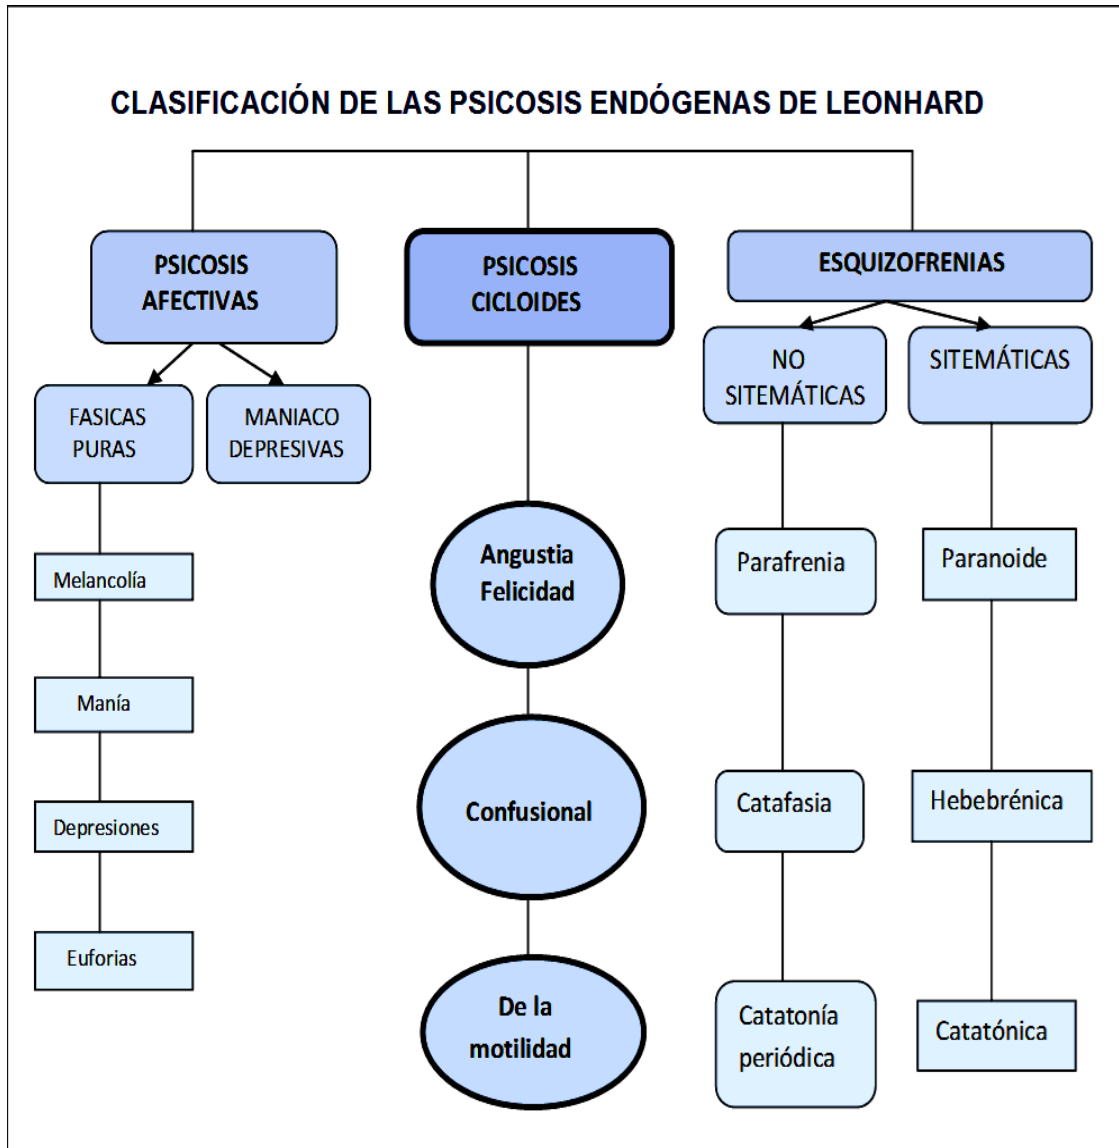 CLASIFICACIÓN DE LAS PSICOSIS ENDÓGENAS DE LEONHARD
PSICOSIS
AFECTIVAS
PSICOSIS
CICLOIDES
ESQUIZOFRENIAS
NO
SITEMÁTICAS
SITEMÁTICAS
FASICAS
PURAS
MANIACO
DEPRESIVAS
Angustia
Felicidad
Parafrenia
Paranoide
Melancolía
Manía
Confusional
Catafasia
Hebebrénica
Depresiones
Euforias
De la
motilidad
Catatonía
periódica
Catatónica